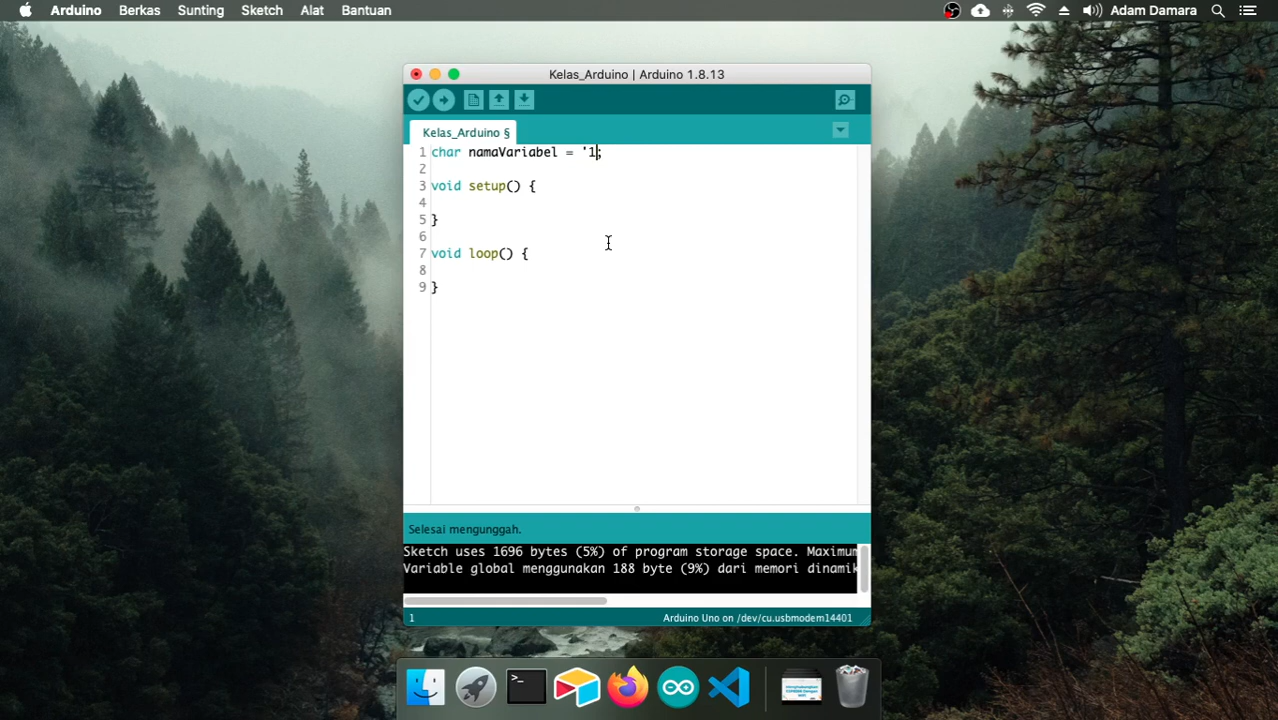 Arduino Berkas Sunting Sketch Alat Bantuan Adam Damara
Kelas_Arduino | Arduino 1.8.13
Kelas_Arduino §
1 char namaVariabel = '1;
2
3 void setup() {
4
5 }
6
7 void loop() {
8
9 }
Selesai mengunggah.
Sketch uses 1696 bytes (5%) of program storage space. Maximum
Variable global menggunakan 188 byte (9%) dari memori dinamik
1 Arduino Uno on /dev/cu.usbmodem14401